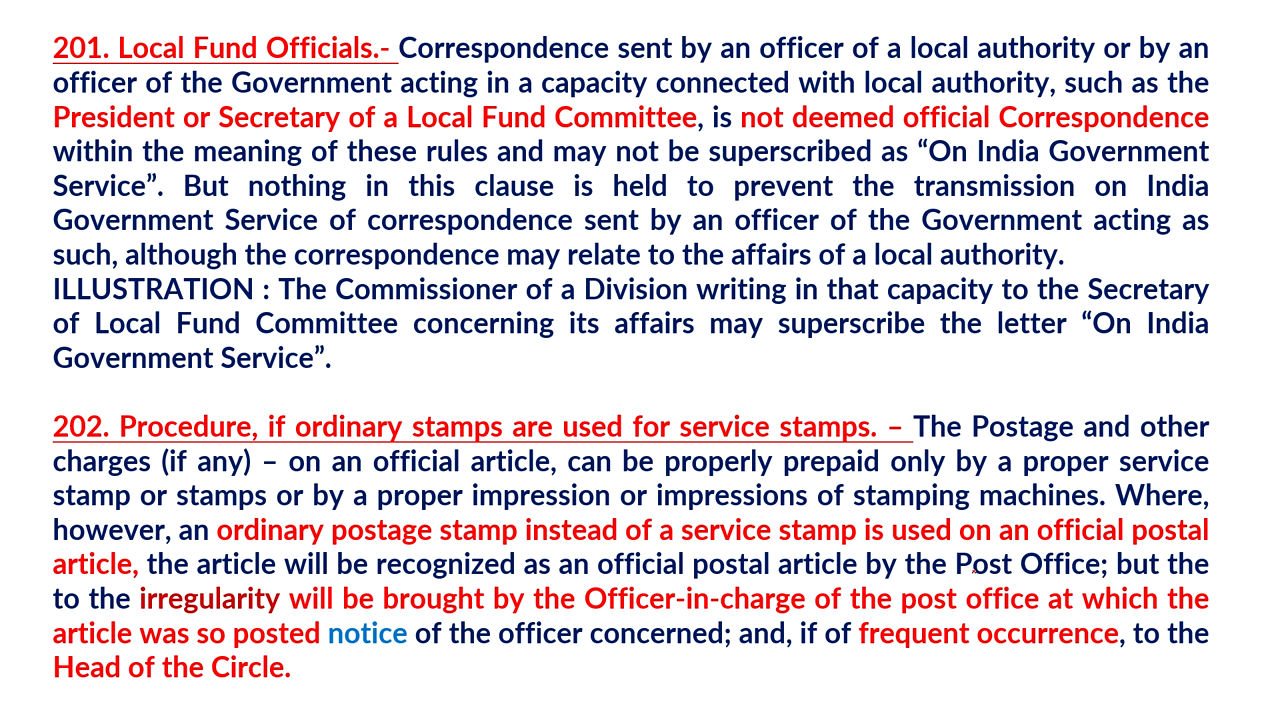 201. Local Fund Officials.- Correspondence sent by an officer of a local authority or by an
officer of the Government acting in a capacity connected with local authority, such as the
President or Secretary of a Local Fund Committee, is not deemed official Correspondence
within the meaning of these rules and may not be superscribed as “On India Government
Service”. But nothing in this clause is held to prevent the transmission on India
Government Service of correspondence sent by an officer of the Government acting as
such, although the correspondence may relate to the affairs of a local authority.
ILLUSTRATION : The Commissioner of a Division writing in that capacity to the Secretary
of Local Fund Committee concerning its affairs may superscribe the letter “On India
Government Service”.
202. Procedure, if ordinary stamps are used for service stamps. – The Postage and other
charges (if any) – on an official article, can be properly prepaid only by a proper service
stamp or stamps or by a proper impression or impressions of stamping machines. Where,
however, an ordinary postage stamp instead of a service stamp is used on an official postal
article, the article will be recognized as an official postal article by the Post Office; but the
to the irregularity will be brought by the Officer-in-charge of the post office at which the
article was so posted notice of the officer concerned; and, if of frequent occurrence, to the
Head of the Circle.